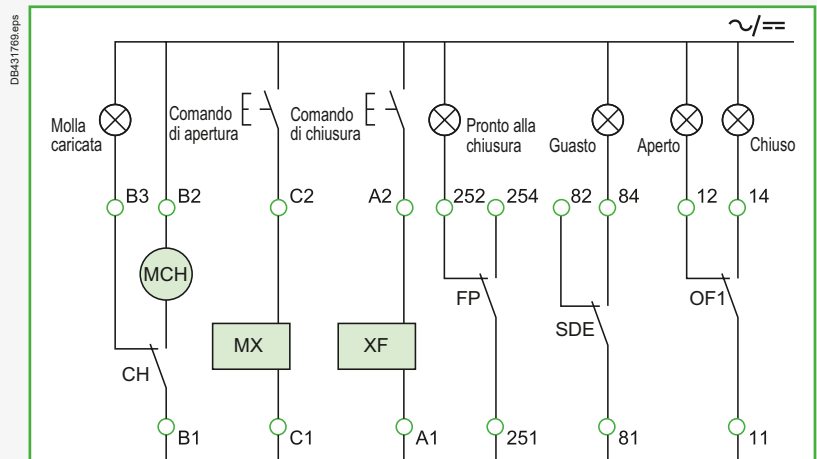 DB431769.eps
Molla
caricata
Comando
di apertura
Comando
di chiusura
Pronto alla
chiusura
Guasto
Aperto
Chiuso
B3
B2
C2
A2
252
254
82
84
12
14
MCH
FP
OF1
SDE
MX
XF
CH
B1
C1
A1
251
81
11